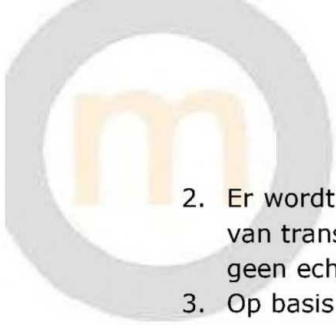 m
2. Er wordt
van trans
geen ech
3. Op basis